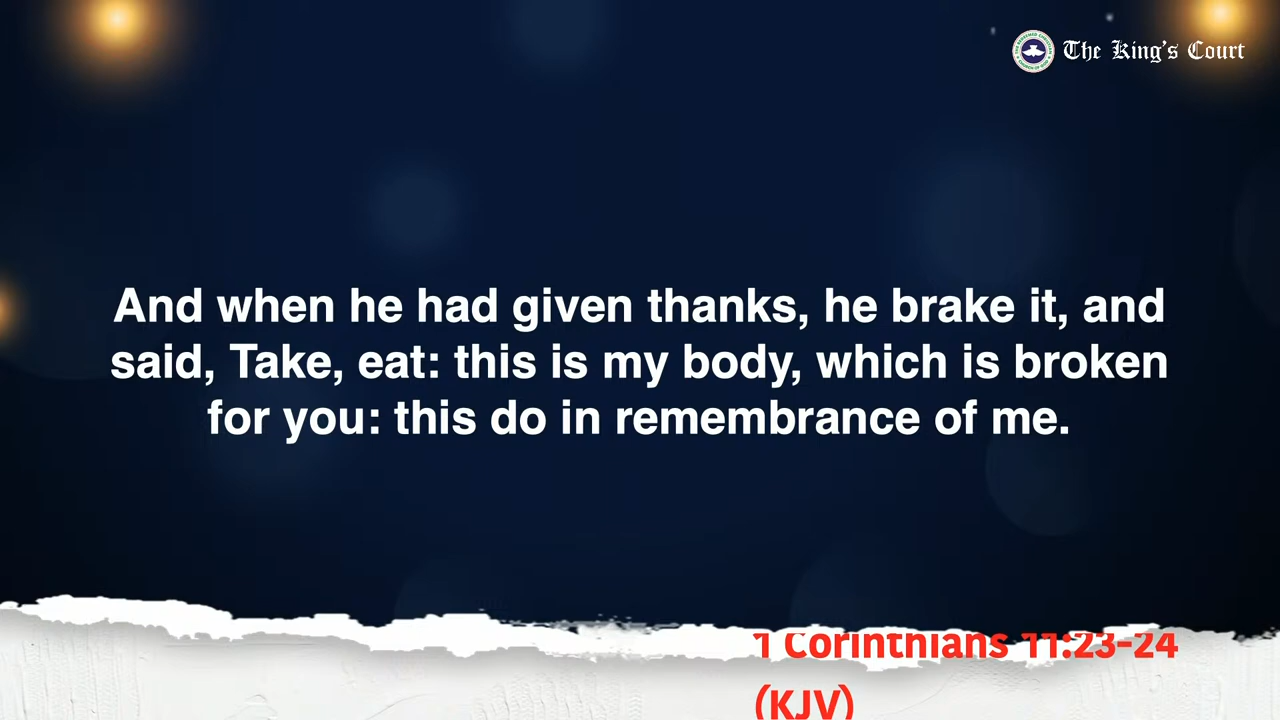 The King's Court
And when he had given thanks, he brake it, and
said, Take, eat: this is my body, which is broken
for you: this do in remembrance of me.
1 Corinthians 11:23-24
(KJV)